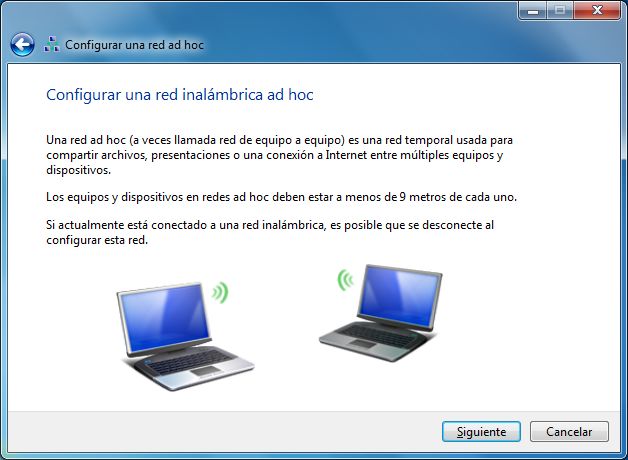 Configurar una red ad hoc
Configurar una red inalámbrica ad hoc
Una red ad hoc (a veces llamada red de equipo a equipo) es una red temporal usada para
compartir archivos, presentaciones o una conexión a Internet entre múltiples equipos y
dispositivos.
Los equipos y dispositivos en redes ad hoc deben estar a menos de 9 metros de cada uno.
Si actualmente está conectado a una red inalámbrica, es posible que se desconecte al
configurar esta red.
Siguiente
Cancelar